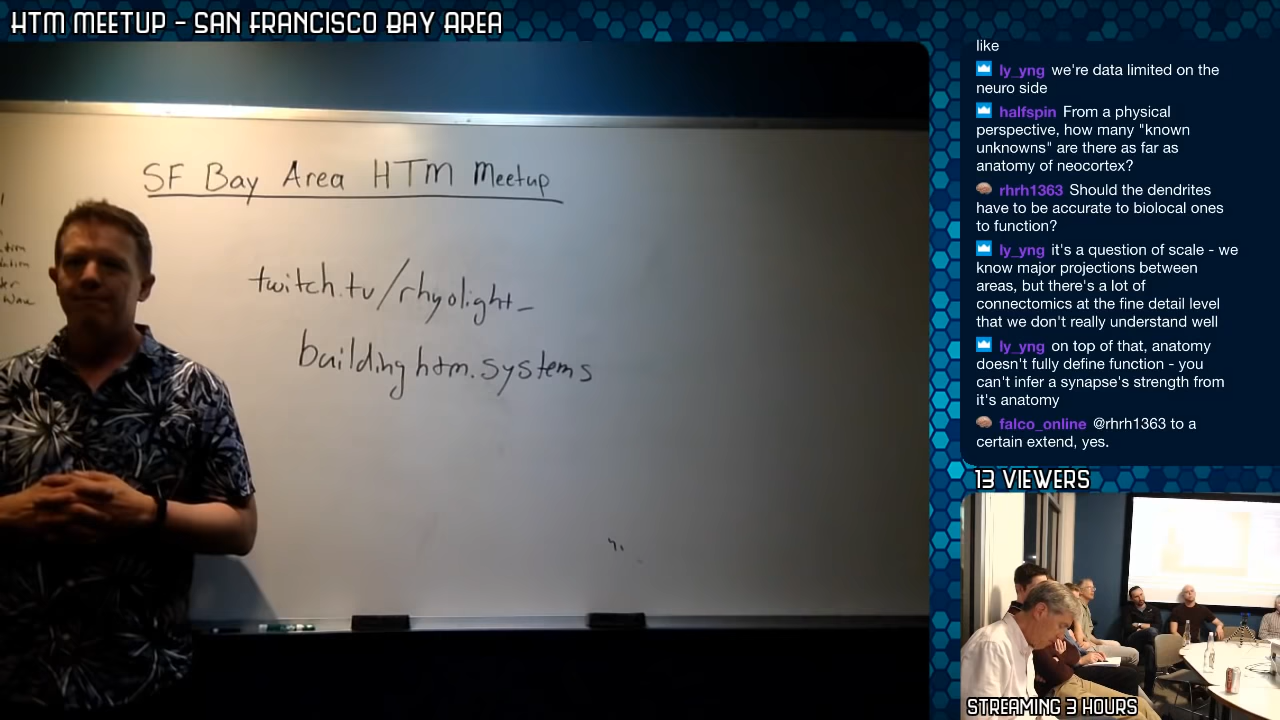 HTM MEETUP - SAN FRANCISCO BAY AREA
SF Bay Area HTM Meetup
twitch.tv/rhyolight_
buildinghtm.systems
like
ly_yng we're data limited on the
neuro side
halfspin From a physical
perspective, how many "known
unknowns" are there as far as
anatomy of neocortex?
rhrh1363 Should the dendrites
have to be accurate to biolocal ones
to function?
ly_yng it's a question of scale - we
know major projections between
areas, but there's a lot of
connectomics at the fine detail level
that we don't really understand well
ly_yng on top of that, anatomy
doesn't fully define function - you
can't infer a synapse's strength from
it's anatomy
falco_online @rhrh1363 to a
certain extend, yes.
13 VIEWERS
STREAMING 3 HOURS